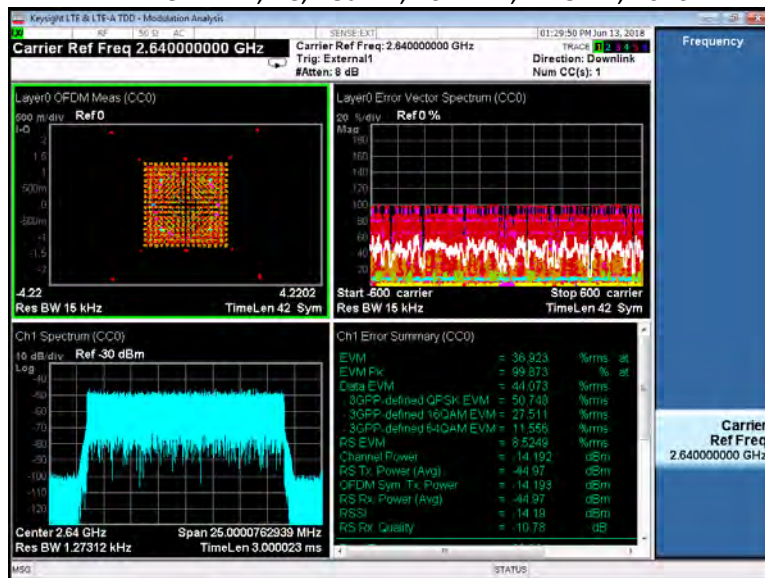 Keysight LTE & LTE-A TDD - Modulation Analysis
RF 50 Ω AC SENSE:EXT 01:29:50 PM Jun 13, 2018
Carrier Ref Freq 2.640000000 GHz
Carrier Ref Freq: 2.640000000 GHz
Trig: External1
#Atten: 8 dB
TRACE 1 2 3 4 5 6
Direction: Downlink
Num CC(s): 1
Frequency
Layer0 OFDM Meas (CC0)
500 m/div Ref 0
I-Q
2
1.5
1
500m
0
-500m
-1
-1.5
-2
-4.22 4.2202
Res BW 15 kHz TimeLen 42 Sym
Layer0 Error Vector Spectrum (CC0)
20 %/div Ref 0 %
Mag
180
160
140
120
100
80
60
40
20
Start -600 carrier Stop 600 carrier
Res BW 15 kHz TimeLen 42 Sym
Ch1 Spectrum (CC0)
10 dB/div Ref -30 dBm
Log
-40
-50
-60
-70
-80
-90
-100
-110
-120
Center 2.64 GHz Span 25.0000762939 MHz
Res BW 1.27312 kHz TimeLen 3.000023 ms
Ch1 Error Summary (CC0)
EVM = 36.923 %rms at
EVM Pk = 99.873 % at
Data EVM = 44.073 %rms
- 3GPP-defined QPSK EVM = 50.748 %rms
- 3GPP-defined 16QAM EVM = 27.511 %rms
- 3GPP-defined 64QAM EVM = 11.556 %rms
RS EVM = 8.5249 %rms
Channel Power = -14.192 dBm
RS Tx. Power (Avg) = -44.97 dBm
OFDM Sym. Tx. Power = -14.193 dBm
RS Rx. Power (Avg) = -44.97 dBm
RSSI = -14.19 dBm
RS Rx. Quality = -10.78 dB
Carrier
Ref Freq
2.640000000 GHz
MSG STATUS